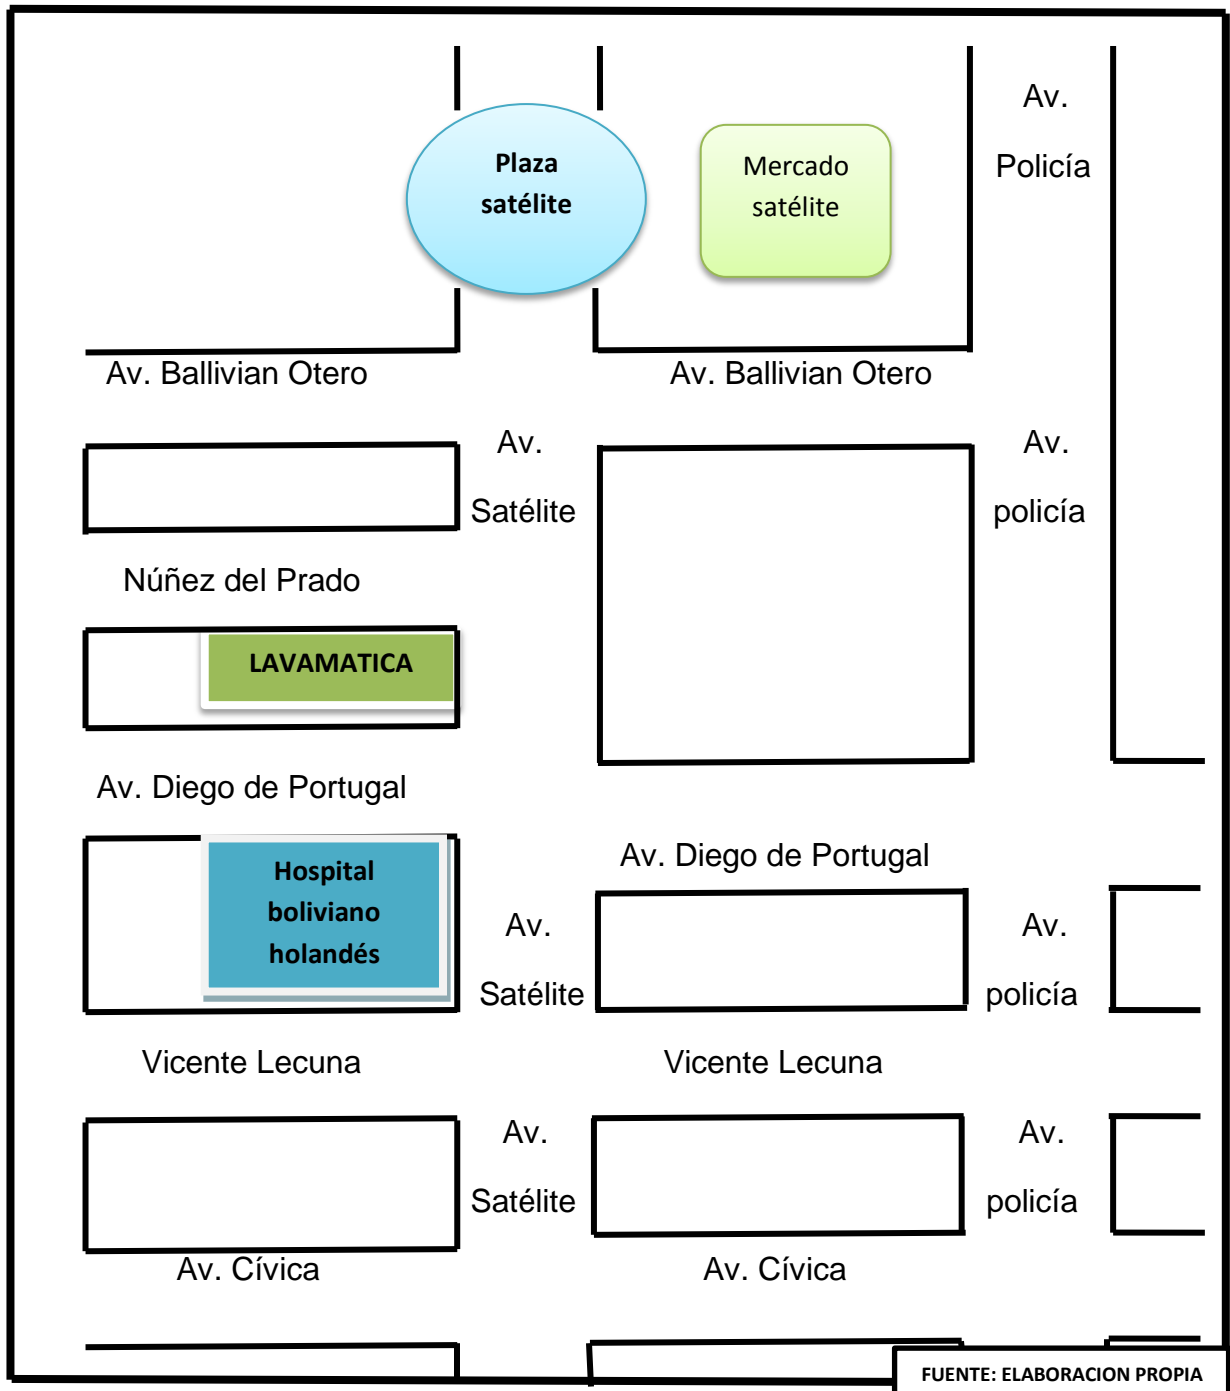 Av.
Policía
Plaza
satélite
Mercado
satélite
Av. Ballivian Otero
Av. Ballivian Otero
Av.
Satélite
Av.
policía
Núñez del Prado
LAVAMATICA
Av. Diego de Portugal
Av. Diego de Portugal
Hospital
boliviano
holandés
Av.
Satélite
Av.
policía
Vicente Lecuna
Vicente Lecuna
Av.
Satélite
Av.
policía
Av. Cívica
Av. Cívica
FUENTE: ELABORACION PROPIA